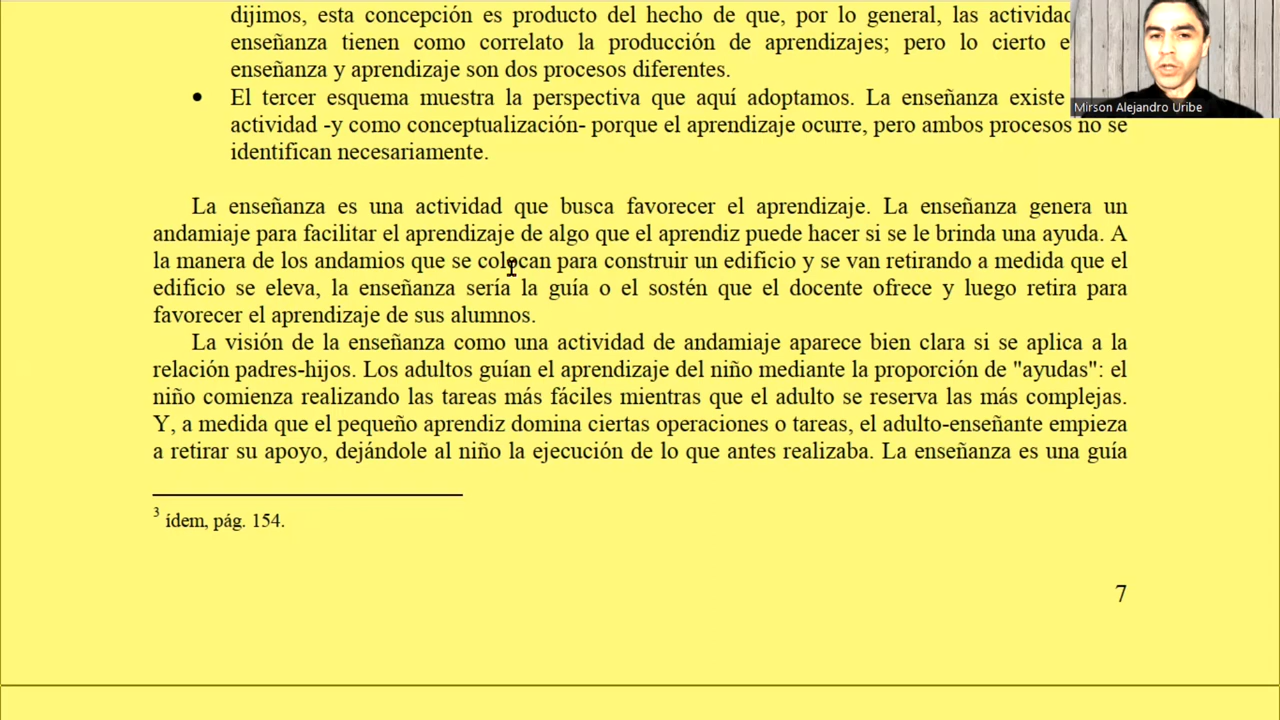 dijimos, esta concepción es producto del hecho de que, por lo general, las actividad
enseñanza tienen como correlato la producción de aprendizajes; pero lo cierto e
enseñanza y aprendizaje son dos procesos diferentes.
• El tercer esquema muestra la perspectiva que aquí adoptamos. La enseñanza existe
actividad -y como conceptualización- porque el aprendizaje ocurre, pero ambos procesos no se
identifican necesariamente.
Mirson Alejandro Uribe
La enseñanza es una actividad que busca favorecer el aprendizaje. La enseñanza genera un
andamiaje para facilitar el aprendizaje de algo que el aprendiz puede hacer si se le brinda una ayuda. A
la manera de los andamios que se colocan para construir un edificio y se van retirando a medida que el
edificio se eleva, la enseñanza sería la guía o el sostén que el docente ofrece y luego retira para
favorecer el aprendizaje de sus alumnos.
La visión de la enseñanza como una actividad de andamiaje aparece bien clara si se aplica a la
relación padres-hijos. Los adultos guían el aprendizaje del niño mediante la proporción de "ayudas": el
niño comienza realizando las tareas más fáciles mientras que el adulto se reserva las más complejas.
Y, a medida que el pequeño aprendiz domina ciertas operaciones o tareas, el adulto-enseñante empieza
a retirar su apoyo, dejándole al niño la ejecución de lo que antes realizaba. La enseñanza es una guía
3 ídem, pág. 154.
7